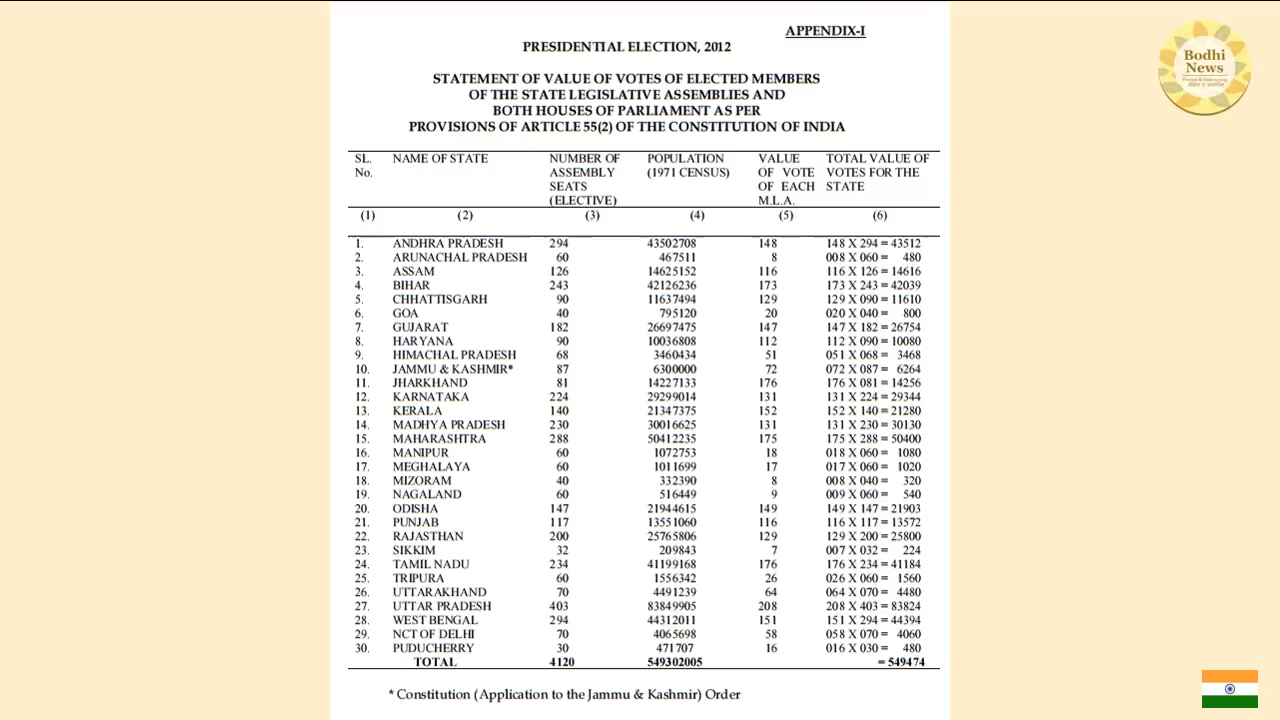 APPENDIX-I
PRESIDENTIAL ELECTION, 2012
STATEMENT OF VALUE OF VOTES OF ELECTED MEMBERS
OF THE STATE LEGISLATIVE ASSEMBLIES AND
BOTH HOUSES OF PARLIAMENT AS PER
PROVISIONS OF ARTICLE 55(2) OF THE CONSTITUTION OF INDIA
SL. NAME OF STATE NUMBER OF POPULATION VALUE TOTAL VALUE OF
No. ASSEMBLY (1971 CENSUS) OF VOTE VOTES FOR THE
SEATS OF EACH STATE
(ELECTIVE) M.L.A.
(1) (2) (3) (4) (5) (6)
1. ANDHRA PRADESH 294 43502708 148 148 X 294 = 43512
2. ARUNACHAL PRADESH 60 467511 8 008 X 060 = 480
3. ASSAM 126 14625152 116 116 X 126 = 14616
4. BIHAR 243 42126236 173 173 X 243 = 42039
5. CHHATTISGARH 90 11637494 129 129 X 090 = 11610
6. GOA 40 795120 20 020 X 040 = 800
7. GUJARAT 182 26697475 147 147 X 182 = 26754
8. HARYANA 90 10036808 112 112 X 090 = 10080
9. HIMACHAL PRADESH 68 3460434 51 051 X 068 = 3468
10. JAMMU & KASHMIR* 87 6300000 72 072 X 087 = 6264
11. JHARKHAND 81 14227133 176 176 X 081 = 14256
12. KARNATAKA 224 29299014 131 131 X 224 = 29344
13. KERALA 140 21347375 152 152 X 140 = 21280
14. MADHYA PRADESH 230 30016625 131 131 X 230 = 30130
15. MAHARASHTRA 288 50412235 175 175 X 288 = 50400
16. MANIPUR 60 1072753 18 018 X 060 = 1080
17. MEGHALAYA 60 1011699 17 017 X 060 = 1020
18. MIZORAM 40 332390 8 008 X 040 = 320
19. NAGALAND 60 516449 9 009 X 060 = 540
20. ODISHA 147 21944615 149 149 X 147 = 21903
21. PUNJAB 117 13551060 116 116 X 117 = 13572
22. RAJASTHAN 200 25765806 129 129 X 200 = 25800
23. SIKKIM 32 209843 7 007 X 032 = 224
24. TAMIL NADU 234 41199168 176 176 X 234 = 41184
25. TRIPURA 60 1556342 26 026 X 060 = 1560
26. UTTARAKHAND 70 4491239 64 064 X 070 = 4480
27. UTTAR PRADESH 403 83849905 208 208 X 403 = 83824
28. WEST BENGAL 294 44312011 151 151 X 294 = 44394
29. NCT OF DELHI 70 4065698 58 058 X 070 = 4060
30. PUDUCHERRY 30 471707 16 016 X 030 = 480
TOTAL 4120 549302005 = 549474
* Constitution (Application to the Jammu & Kashmir) Order
Bodhi
News